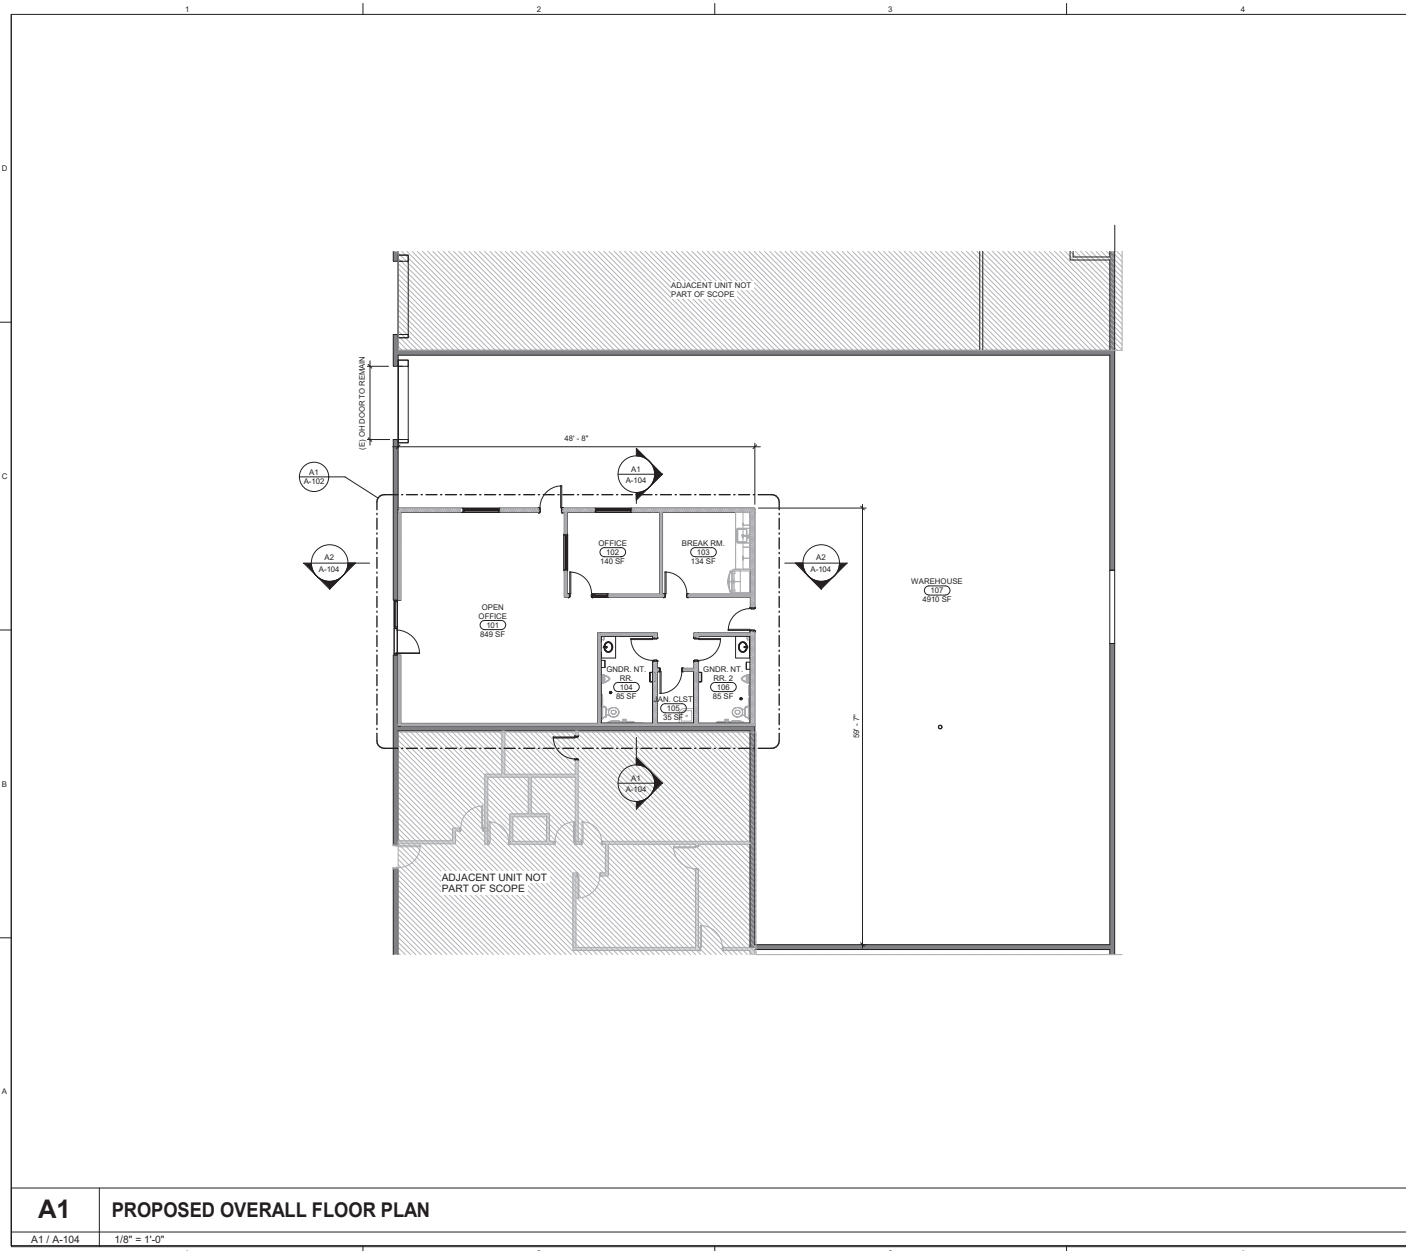 1
2
3
4
D
ADJACENT UNIT NOT
PART OF SCOPE
(E) OH DOOR TO REMAIN
48' - 8"
C
A1
A-102
A1
A-104
A2
A-104
OFFICE
102
140 SF
BREAK RM.
103
134 SF
A2
A-104
WAREHOUSE
107
4910 SF
OPEN
OFFICE
101
849 SF
GNDR. NT.
RR.
104
85 SF
JAN. CLST
105
35 SF
GNDR. NT.
RR. 2
106
85 SF
59' - 7"
B
A1
A-104
ADJACENT UNIT NOT
PART OF SCOPE
A
A1
PROPOSED OVERALL FLOOR PLAN
A1 / A-104
1/8" = 1'-0"